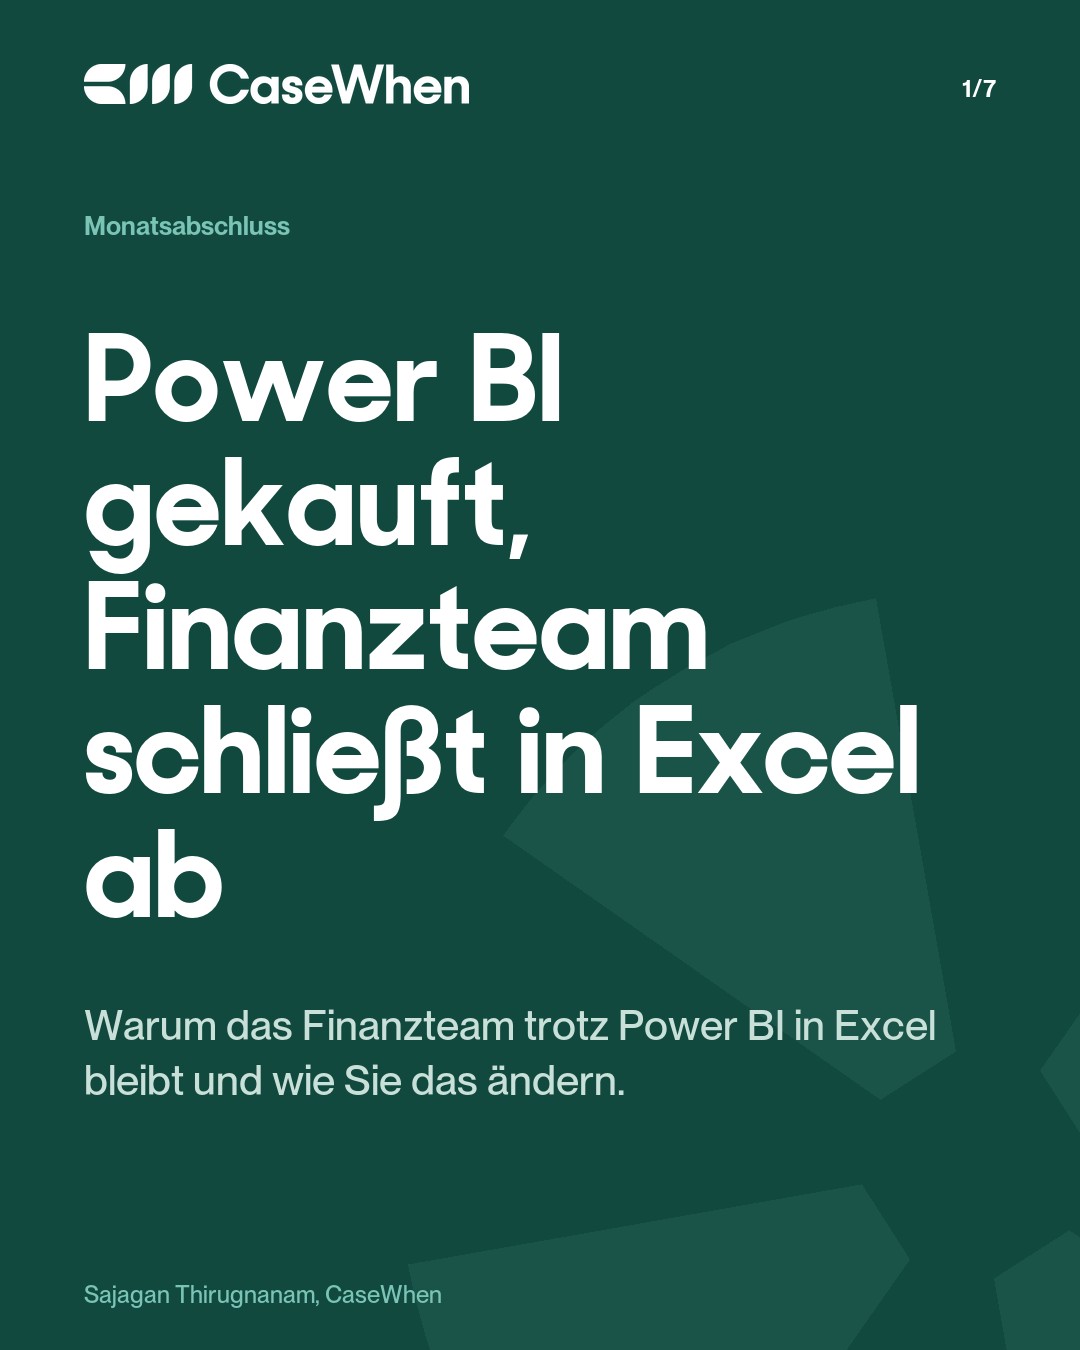 CaseWhen
1/7
Monatsabschluss
Power BI
gekauft,
Finanzteam
schließt in Excel
ab
Warum das Finanzteam trotz Power BI in Excel
bleibt und wie Sie das ändern.
Sajagan Thirugnanam, CaseWhen